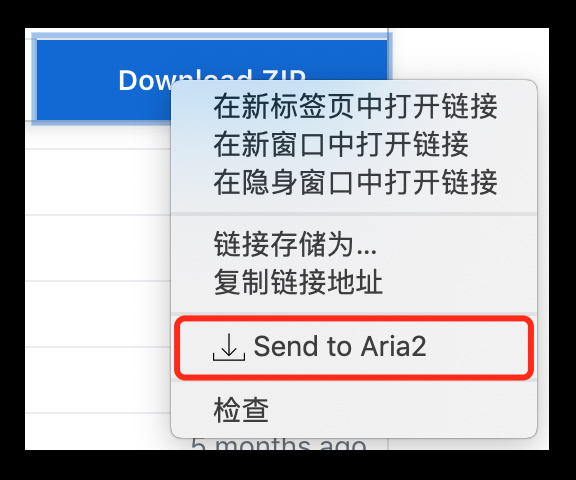 Download ZIP
在新标签页中打开链接
在新窗口中打开链接
在隐身窗口中打开链接
链接存储为...
复制链接地址
Send to Aria2
检查
5 months ago